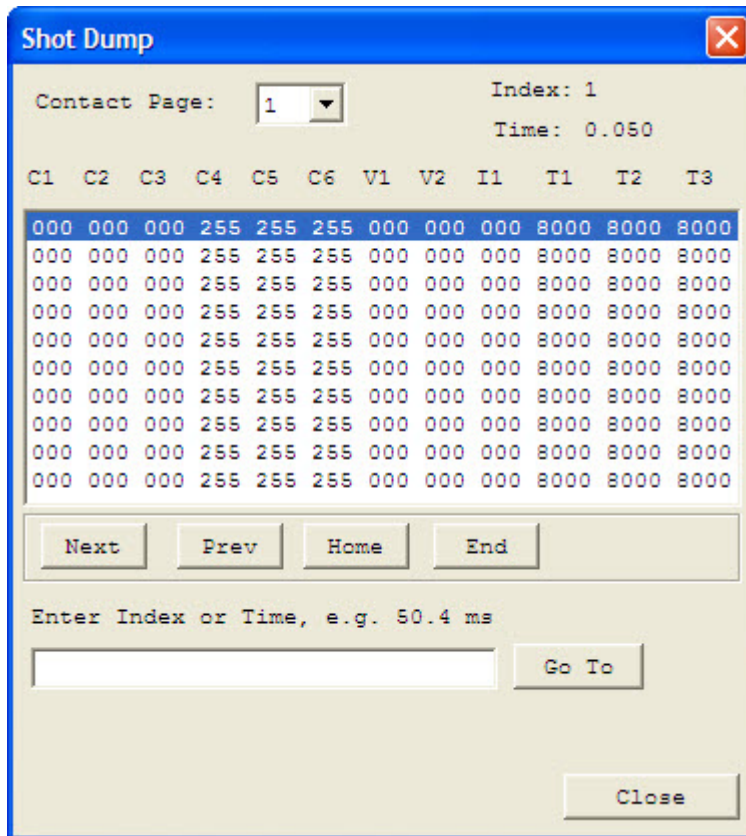 Shot Dump
Contact Page: 1 Index: 1
Time: 0.050
C1 C2 C3 C4 C5 C6 V1 V2 I1 T1 T2 T3
000 000 000 255 255 255 000 000 000 8000 8000 8000
000 000 000 255 255 255 000 000 000 8000 8000 8000
000 000 000 255 255 255 000 000 000 8000 8000 8000
000 000 000 255 255 255 000 000 000 8000 8000 8000
000 000 000 255 255 255 000 000 000 8000 8000 8000
000 000 000 255 255 255 000 000 000 8000 8000 8000
000 000 000 255 255 255 000 000 000 8000 8000 8000
000 000 000 255 255 255 000 000 000 8000 8000 8000
000 000 000 255 255 255 000 000 000 8000 8000 8000
000 000 000 255 255 255 000 000 000 8000 8000 8000
Next Prev Home End
Enter Index or Time, e.g. 50.4 ms
Go To
Close